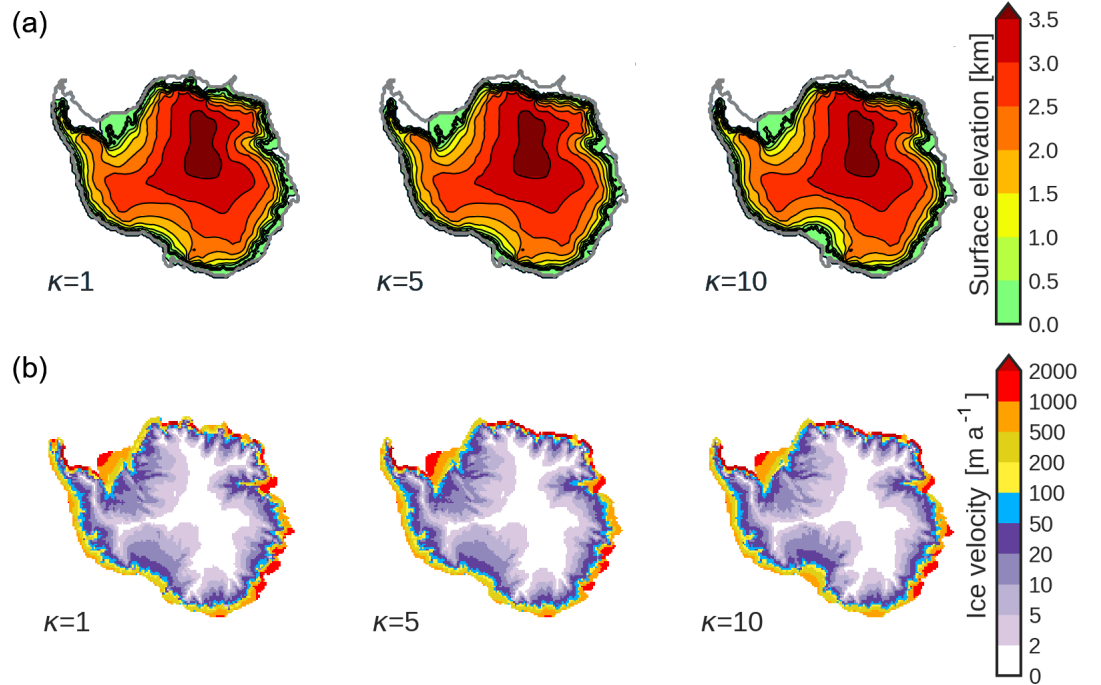 (a)
κ=1
κ=5
κ=10
3.5
3.0
2.5
2.0
1.5
1.0
0.5
0.0
Surface elevation [km]
(b)
κ=1
κ=5
κ=10
2000
1000
500
200
100
50
20
10
5
2
0
Ice velocity [m a⁻¹ ]